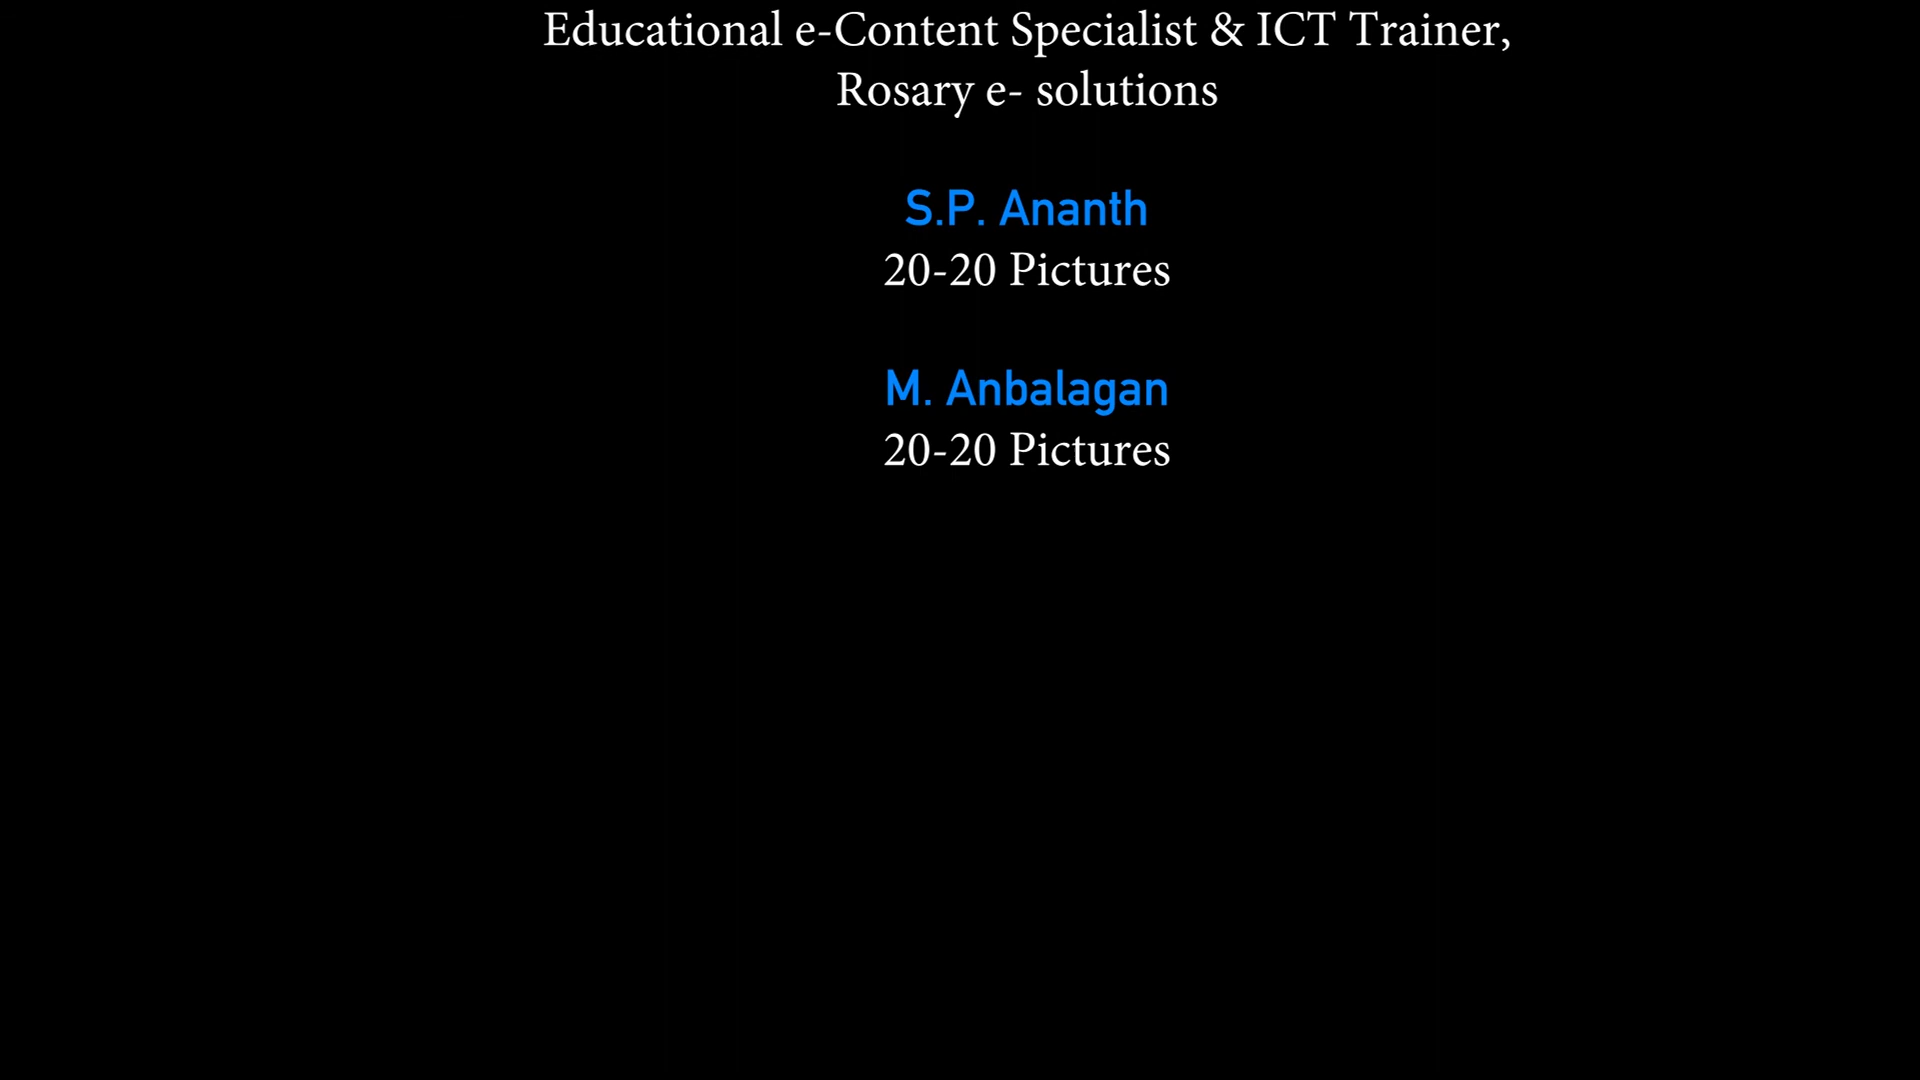 Educational e-Content Specialist & ICT Trainer,
Rosary e- solutions
S.P. Ananth
20-20 Pictures
M. Anbalagan
20-20 Pictures